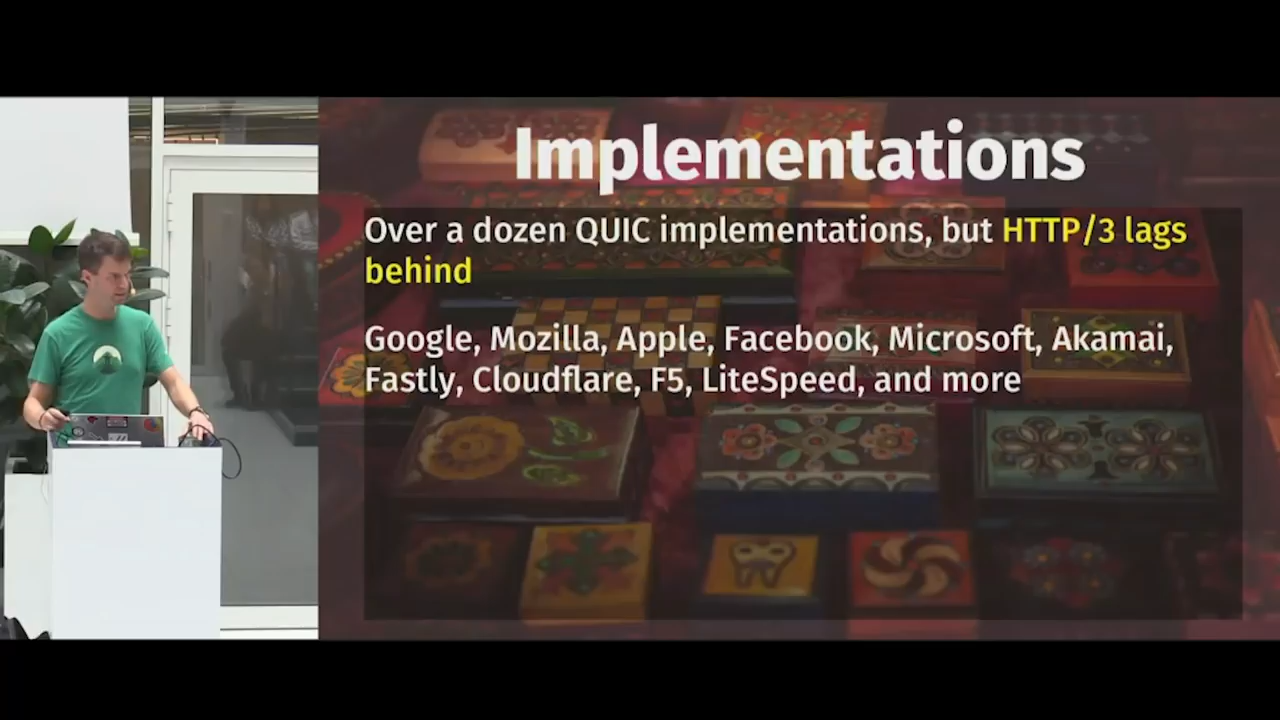 Implementations
Over a dozen QUIC implementations, but HTTP/3 lags
behind
Google, Mozilla, Apple, Facebook, Microsoft, Akamai,
Fastly, Cloudflare, F5, LiteSpeed, and more